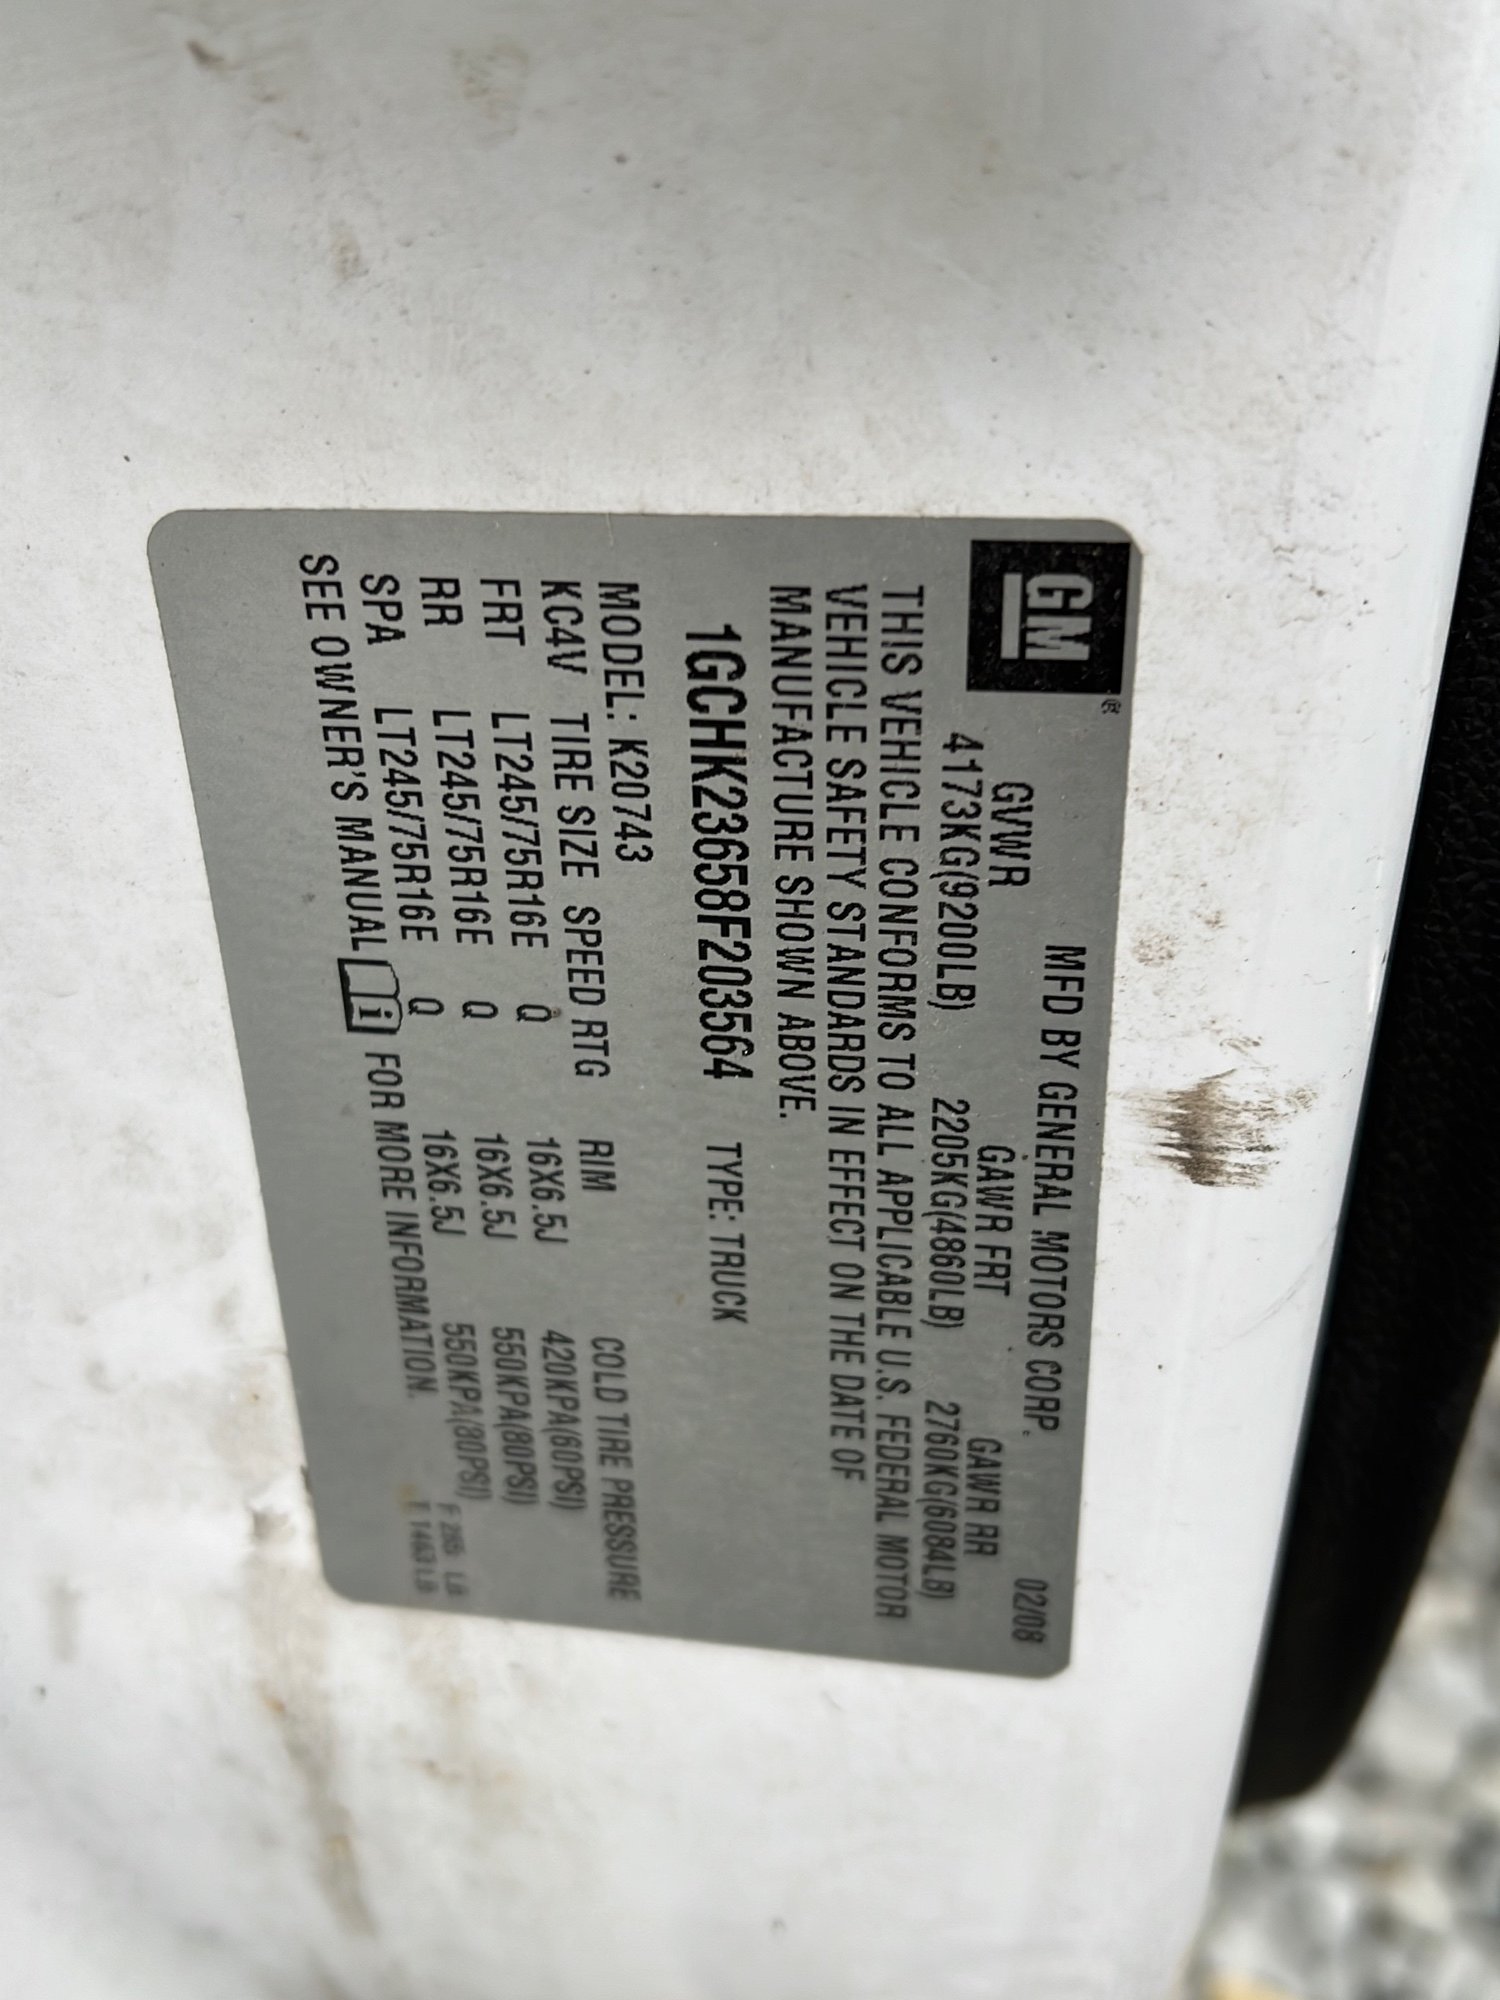 GM®
MFD BY GENERAL MOTORS CORP. 02/08
GVWR GAWR FRT GAWR RR
4173KG(9200LB) 2205KG(4860LB) 2760KG(6084LB)
THIS VEHICLE CONFORMS TO ALL APPLICABLE U.S. FEDERAL MOTOR
VEHICLE SAFETY STANDARDS IN EFFECT ON THE DATE OF
MANUFACTURE SHOWN ABOVE.
1GCHK23658F203564 TYPE: TRUCK
MODEL: K20743
KC4V TIRE SIZE SPEED RTG RIM COLD TIRE PRESSURE
FRT LT245/75R16E Q 16X6.5J 420KPA(60PSI)
RR LT245/75R16E Q 16X6.5J 550KPA(80PSI)
SPA LT245/75R16E Q 16X6.5J 550KPA(80PSI)
SEE OWNER'S MANUAL i FOR MORE INFORMATION.
F LB
T 1463 LB